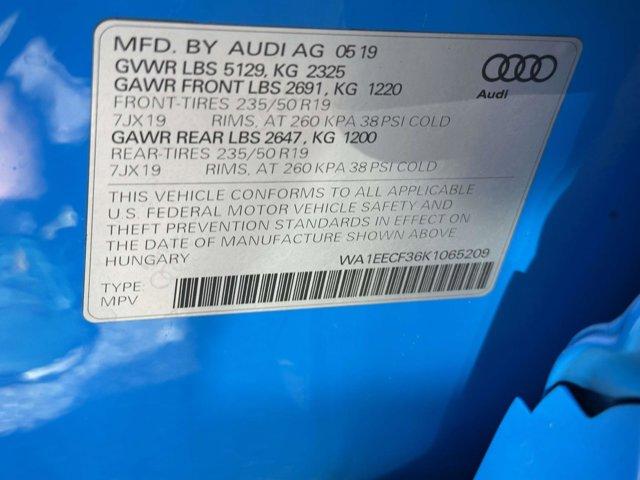 MFD. BY AUDI AG 05 19
GVWR LBS 5129, KG 2325
GAWR FRONT LBS 2691, KG 1220
FRONT-TIRES 235/50 R19
7JX19 RIMS, AT 260 KPA 38 PSI COLD
GAWR REAR LBS 2647, KG 1200
REAR-TIRES 235/50 R19
7JX19 RIMS, AT 260 KPA 38 PSI COLD
Audi
THIS VEHICLE CONFORMS TO ALL APPLICABLE
U.S. FEDERAL MOTOR VEHICLE SAFETY AND
THEFT PREVENTION STANDARDS IN EFFECT ON
THE DATE OF MANUFACTURE SHOWN ABOVE
HUNGARY WA1EECF36K1065209
TYPE:
MPV